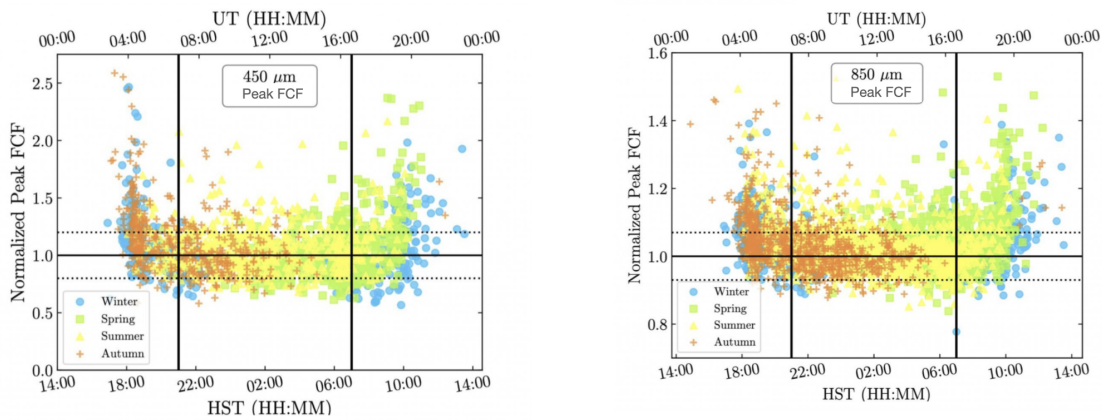 UT (HH:MM)
00:00 04:00 08:00 12:00 16:00 20:00 00:00
2.5
2.0
1.5
1.0
0.5
0.0
Normalized Peak FCF
450 μm
Peak FCF
Winter
Spring
Summer
Autumn
14:00 18:00 22:00 02:00 06:00 10:00 14:00
HST (HH:MM)
UT (HH:MM)
00:00 04:00 08:00 12:00 16:00 20:00 00:00
1.6
1.4
1.2
1.0
0.8
Normalized Peak FCF
850 μm
Peak FCF
Winter
Spring
Summer
Autumn
14:00 18:00 22:00 02:00 06:00 10:00 14:00
HST (HH:MM)